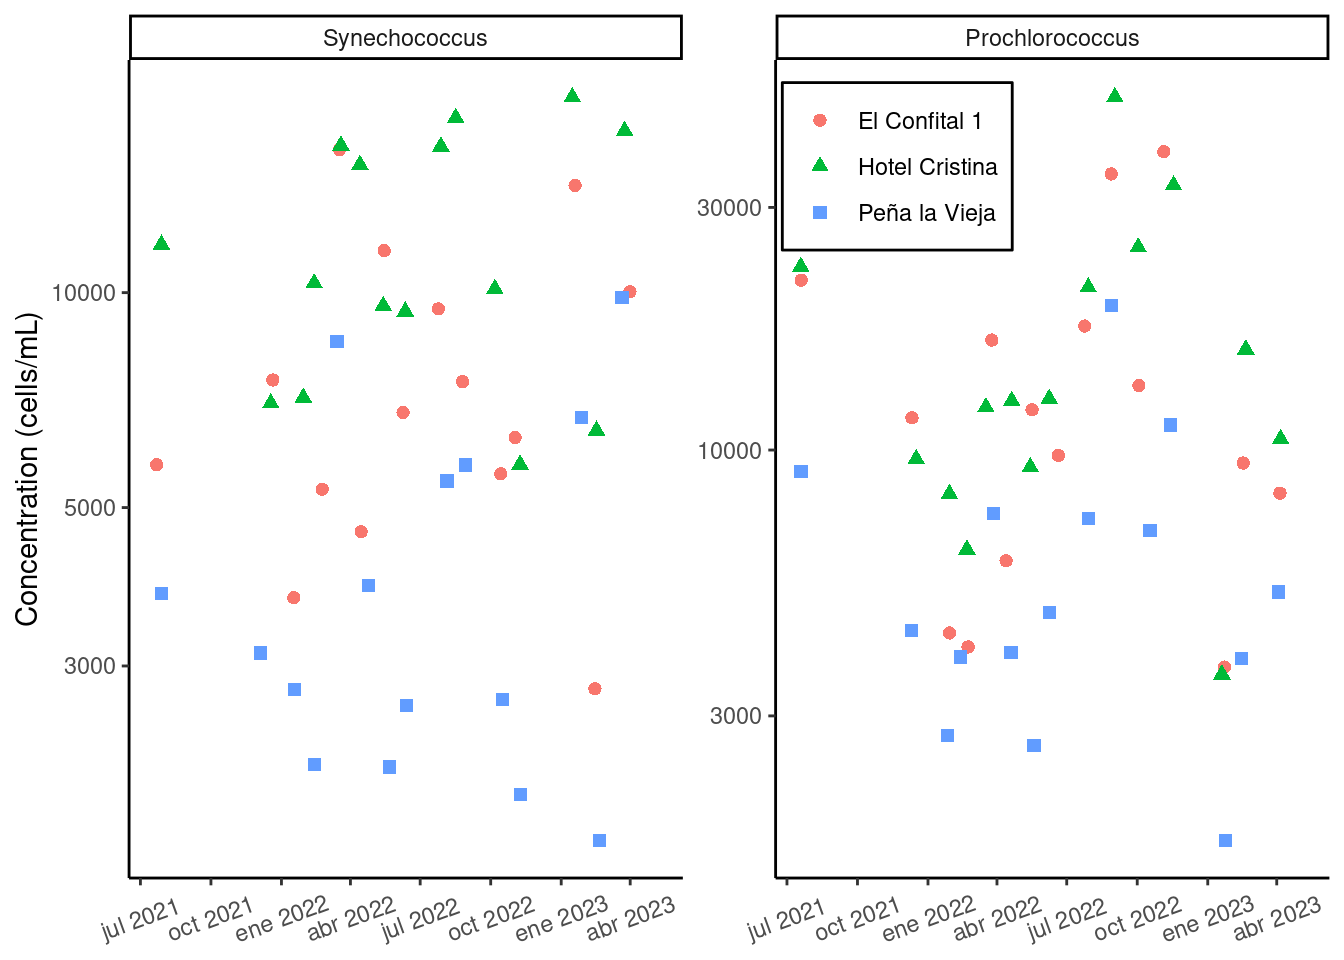 Synechococcus
Prochlorococcus
Concentration (cells/mL)
10000
5000
3000
30000
10000
3000
El Confital 1
Hotel Cristina
Peña la Vieja
jul 2021
oct 2021
ene 2022
abr 2022
jul 2022
oct 2022
ene 2023
abr 2023
jul 2021
oct 2021
ene 2022
abr 2022
jul 2022
oct 2022
ene 2023
abr 2023